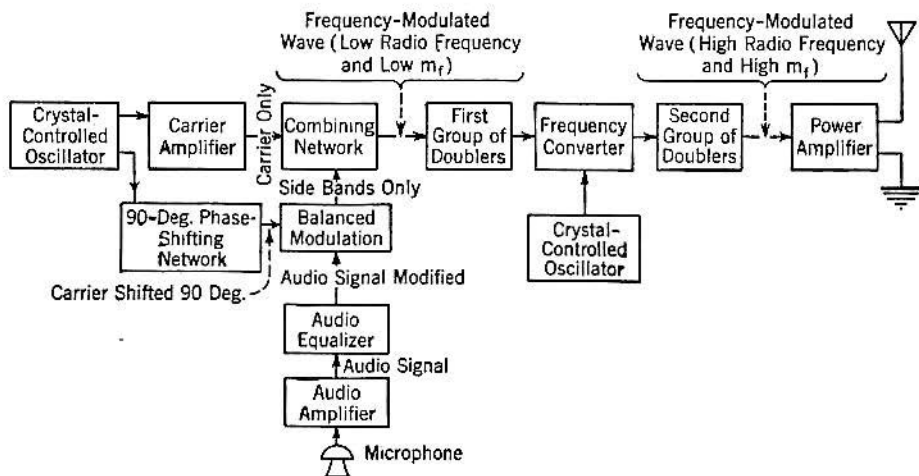 Frequency-Modulated
Wave (Low Radio Frequency
and Low mf)
Frequency-Modulated
Wave (High Radio Frequency
and High mf)
Crystal-
Controlled
Oscillator
Carrier
Amplifier
Carrier Only
Combining
Network
First
Group of
Doublers
Frequency
Converter
Second
Group of
Doublers
Power
Amplifier
Side Bands Only
90-Deg. Phase-
Shifting
Network
Balanced
Modulation
Crystal-
Controlled
Oscillator
Carrier Shifted 90 Deg.
Audio Signal Modified
Audio
Equalizer
Audio Signal
Audio
Amplifier
Microphone